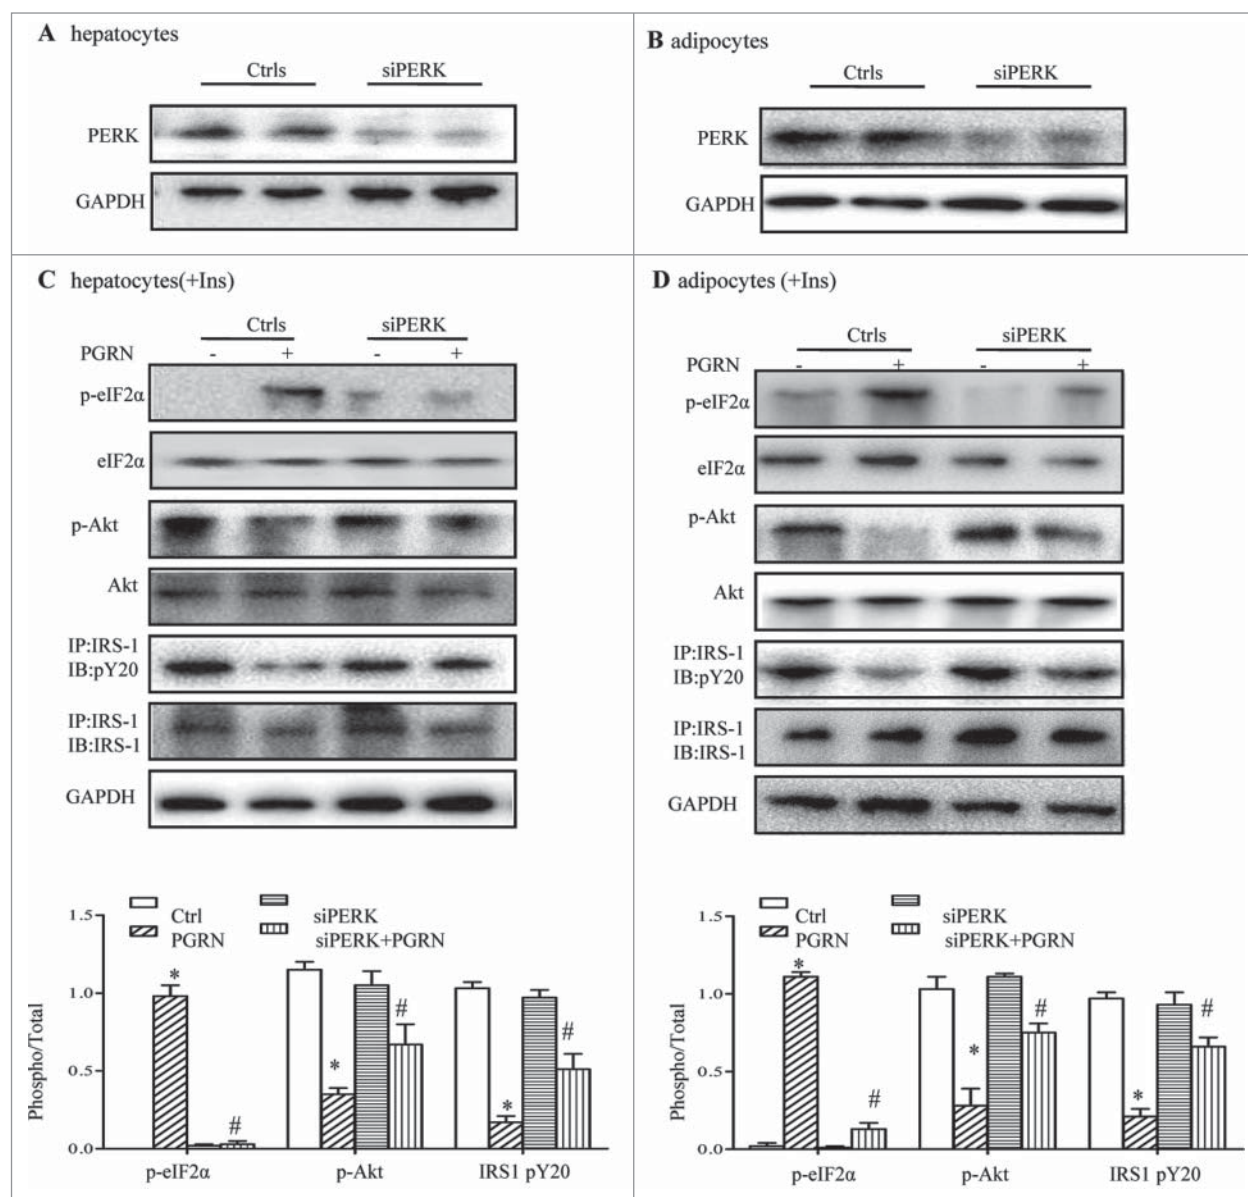 A hepatocytes
Ctrls siPERK
PERK
GAPDH
B adipocytes
Ctrls siPERK
PERK
GAPDH
C hepatocytes(+Ins)
Ctrls siPERK
PGRN - + - +
p-eIF2α
eIF2α
p-Akt
Akt
IP:IRS-1
IB:pY20
IP:IRS-1
IB:IRS-1
GAPDH
Ctrl siPERK
PGRN siPERK+PGRN
Phospho/Total
1.5
1.0
0.5
0.0
* # * # * #
p-eIF2α p-Akt IRS1 pY20
D adipocytes (+Ins)
Ctrls siPERK
PGRN - + - +
p-eIF2α
eIF2α
p-Akt
Akt
IP:IRS-1
IB:pY20
IP:IRS-1
IB:IRS-1
GAPDH
Ctrl siPERK
PGRN siPERK+PGRN
Phospho/Total
1.5
1.0
0.5
0.0
* # * # * #
p-eIF2α p-Akt IRS1 pY20